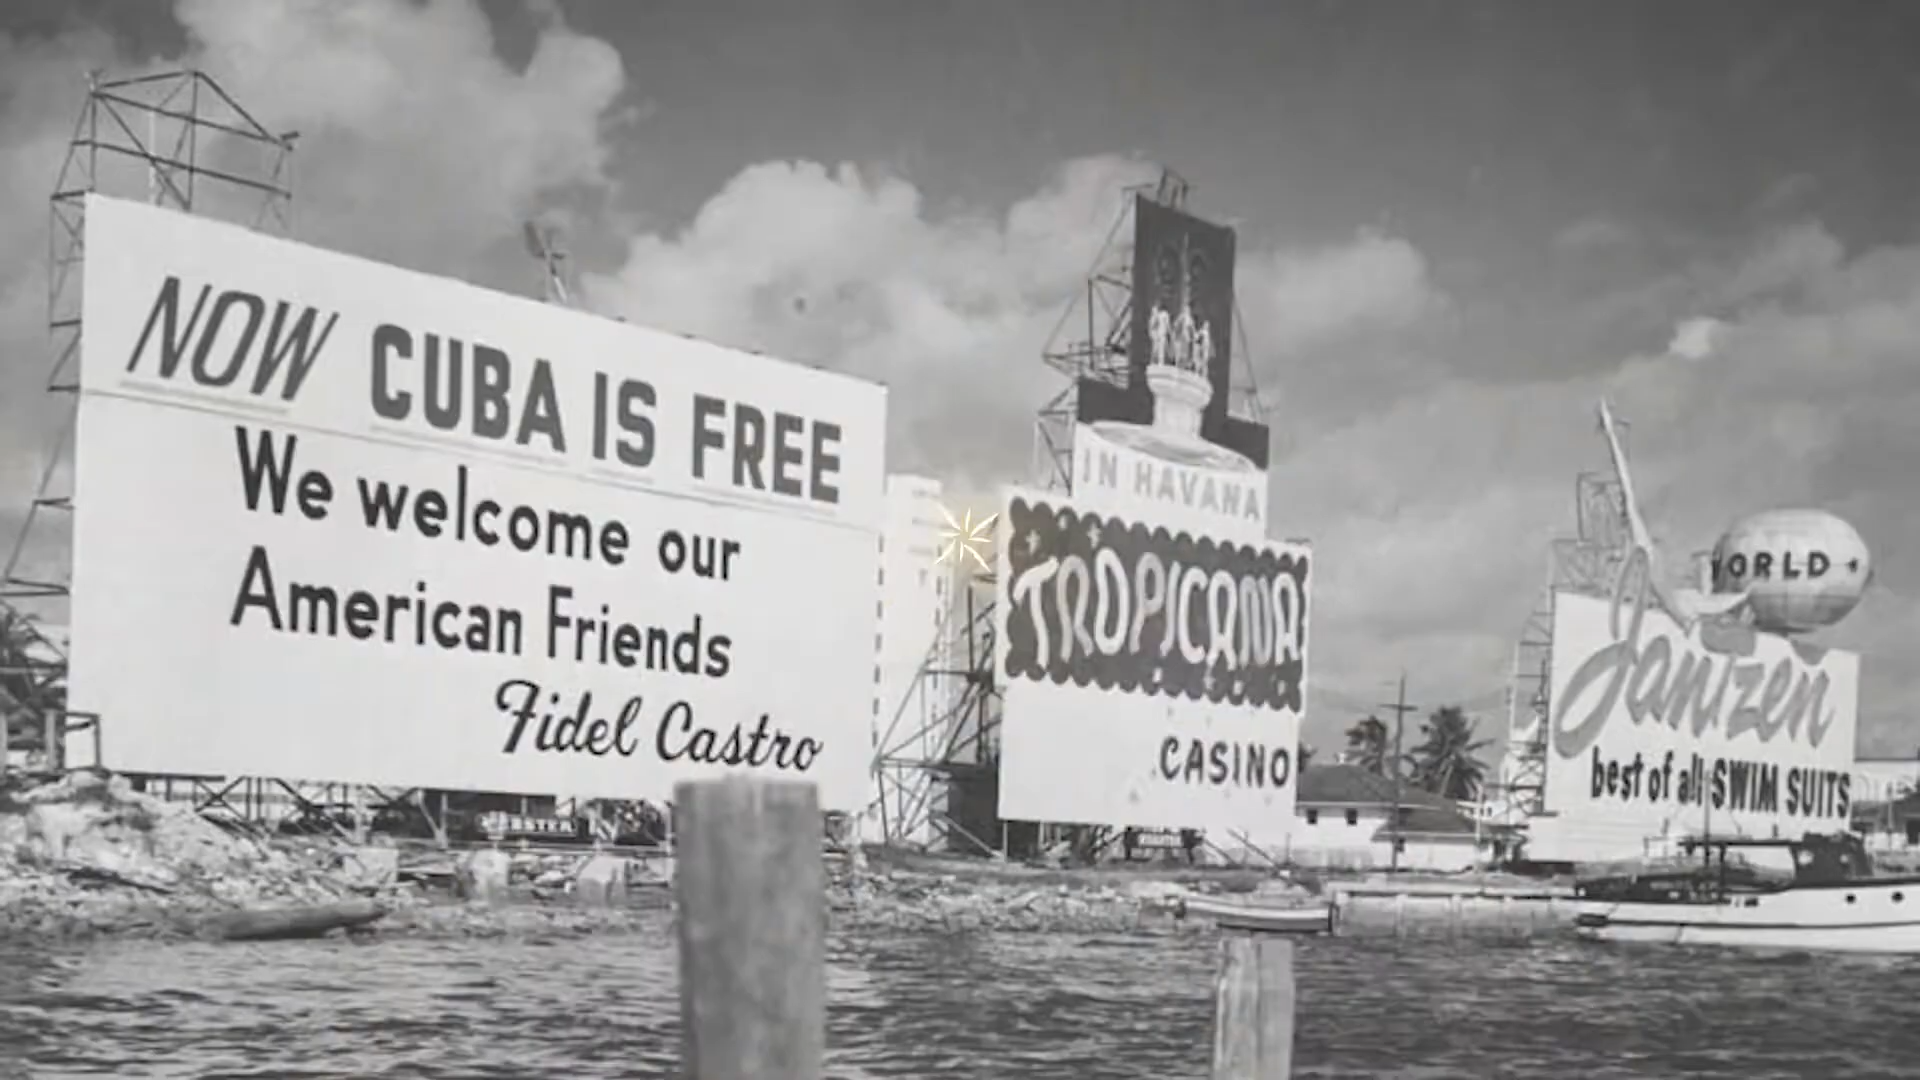 NOW CUBA IS FREE
We welcome our
American Friends
Fidel Castro
IN HAVANA
TROPICANA
CASINO
WORLD
Jantzen
best of all SWIM SUITS